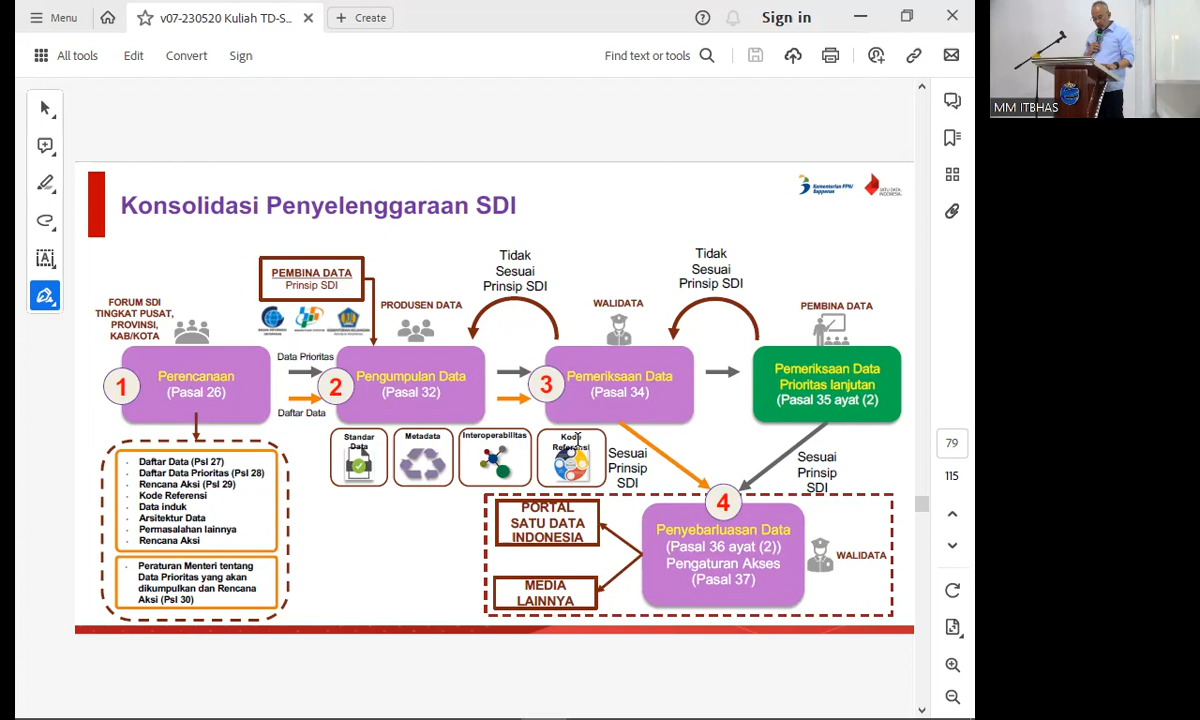 Menu
v07-230520 Kuliah TD-S...
Create
Sign in
All tools
Edit
Convert
Sign
Find text or tools
MM ITBHAS
Konsolidasi Penyelenggaraan SDI
Kementerian PPN/
Bappenas
SATU DATA
INDONESIA
FORUM SDI
TINGKAT PUSAT,
PROVINSI,
KAB/KOTA
PEMBINA DATA
Prinsip SDI
PRODUSEN DATA
Tidak
Sesuai
Prinsip SDI
WALIDATA
Tidak
Sesuai
Prinsip SDI
PEMBINA DATA
1
Perencanaan
(Pasal 26)
Data Prioritas
Daftar Data
2
Pengumpulan Data
(Pasal 32)
3
Pemeriksaan Data
(Pasal 34)
Pemeriksaan Data
Prioritas lanjutan
(Pasal 35 ayat (2)
Standar
Data
Metadata
Interoperabilitas
Kode
Referensi
Sesuai
Prinsip
SDI
Sesuai
Prinsip
SDI
· Daftar Data (Psl 27)
· Daftar Data Prioritas (Psl 28)
· Rencana Aksi (Psl 29)
· Kode Referensi
· Data induk
· Arsitektur Data
· Permasalahan lainnya
· Rencana Aksi
· Peraturan Menteri tentang
Data Prioritas yang akan
dikumpulkan dan Rencana
Aksi (Psl 30)
PORTAL
SATU DATA
INDONESIA
MEDIA
LAINNYA
4
Penyebarluasan Data
(Pasal 36 ayat (2))
Pengaturan Akses
(Pasal 37)
WALIDATA
79
115